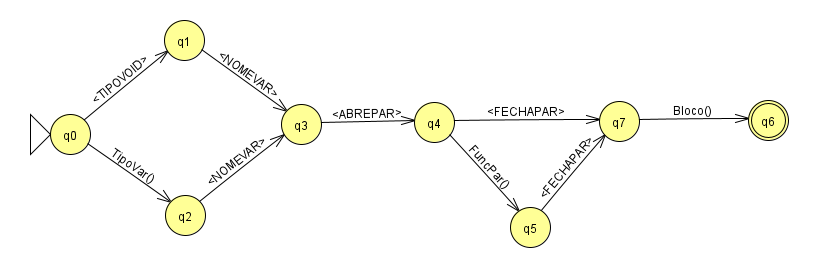 q1
<TIPOVOID>
<NOMEVAR>
q0
q3
<ABREPAR>
q4
<FECHAPAR>
q7
Bloco()
q6
TipoVar()
<NOMEVAR>
q2
FuncPar()
<FECHAPAR>
q5